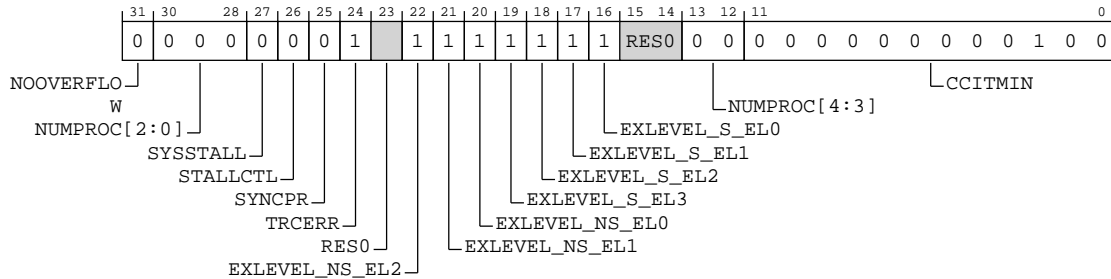 31 30 28 27 26 25 24 23 22 21 20 19 18 17 16 15 14 13 12 11 0
0 0 0 0 0 0 0 1 1 1 1 1 1 1 1 RES0 0 0 0 0 0 0 0 0 0 0 0 1 0 0
NOOVERFLO CCITMIN
W NUMPROC[4:3]
NUMPROC[2:0] EXLEVEL_S_EL0
SYSSTALL EXLEVEL_S_EL1
STALLCTL EXLEVEL_S_EL2
SYNCPR EXLEVEL_S_EL3
TRCERR EXLEVEL_NS_EL0
RES0 EXLEVEL_NS_EL1
EXLEVEL_NS_EL2